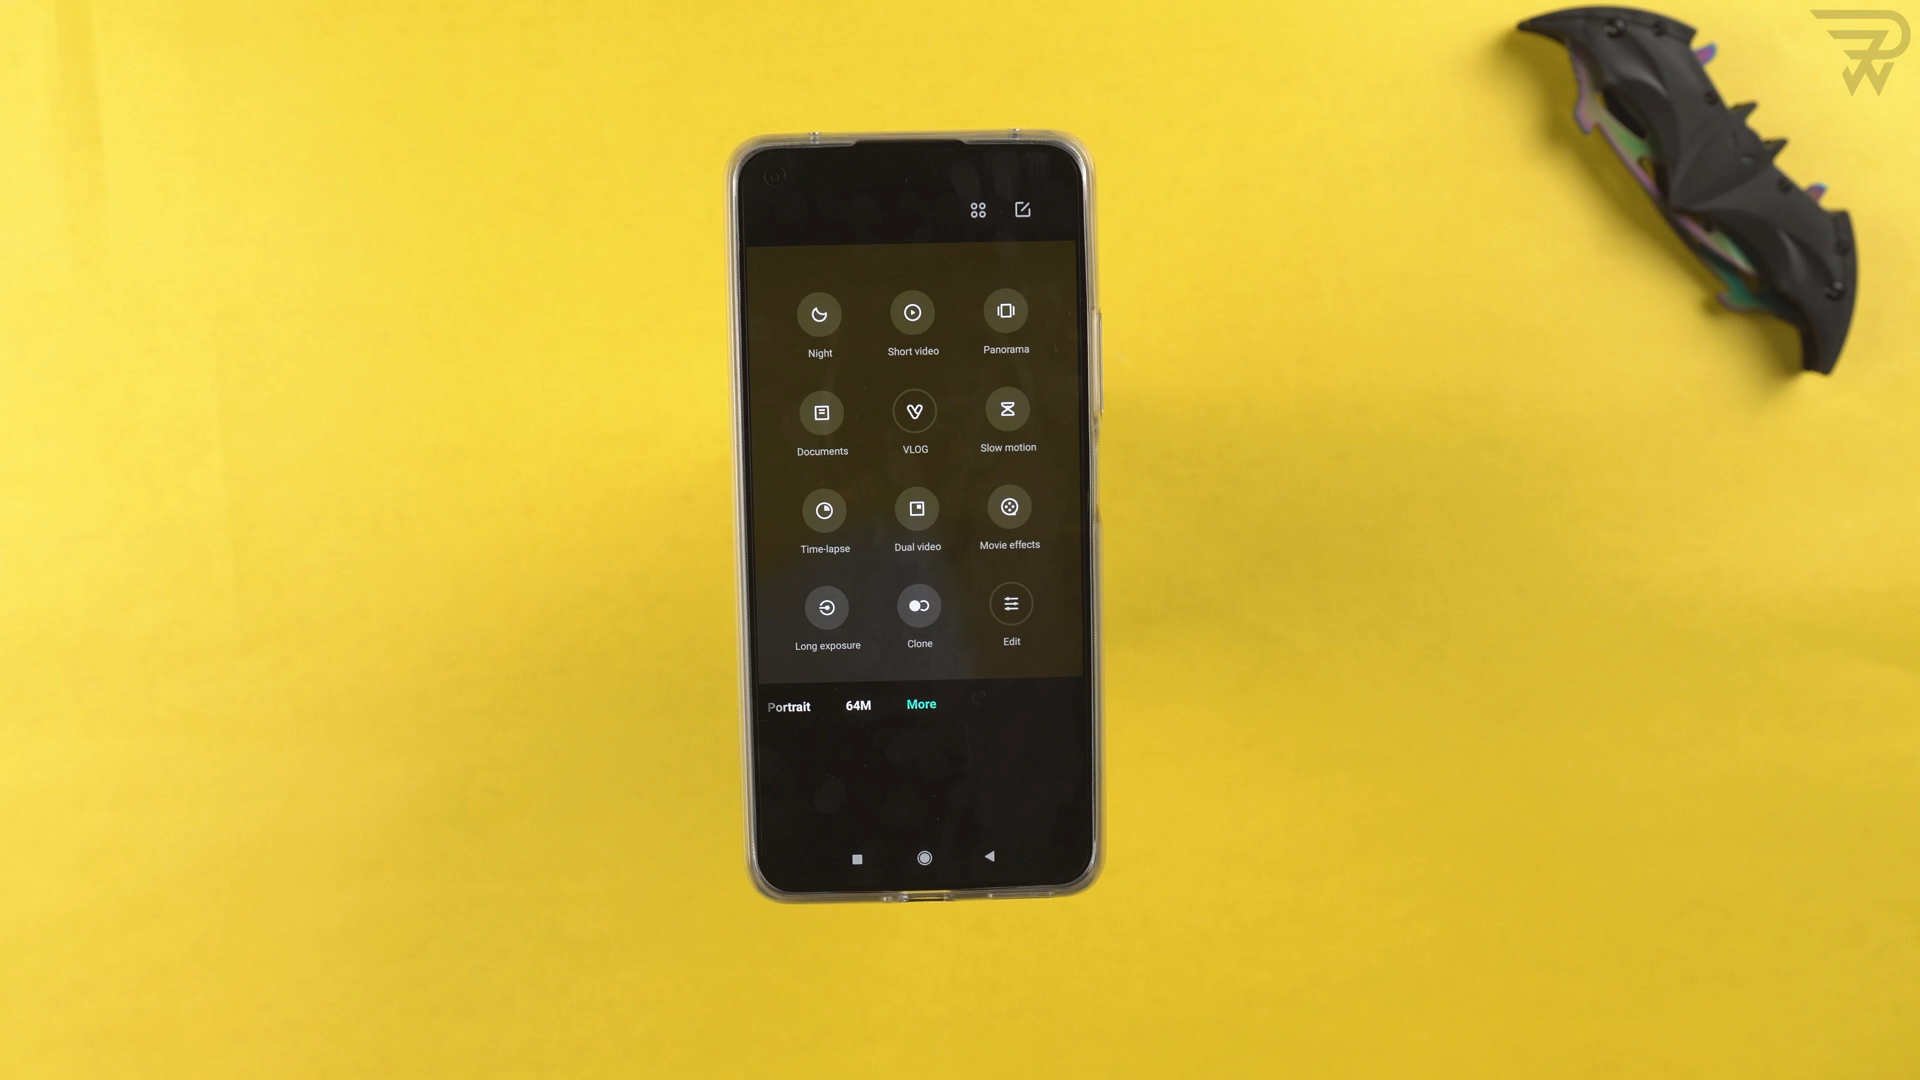 Night Short video Panorama
Documents VLOG Slow motion
Time-lapse Dual video Movie effects
Long exposure Clone Edit
Portrait 64M More